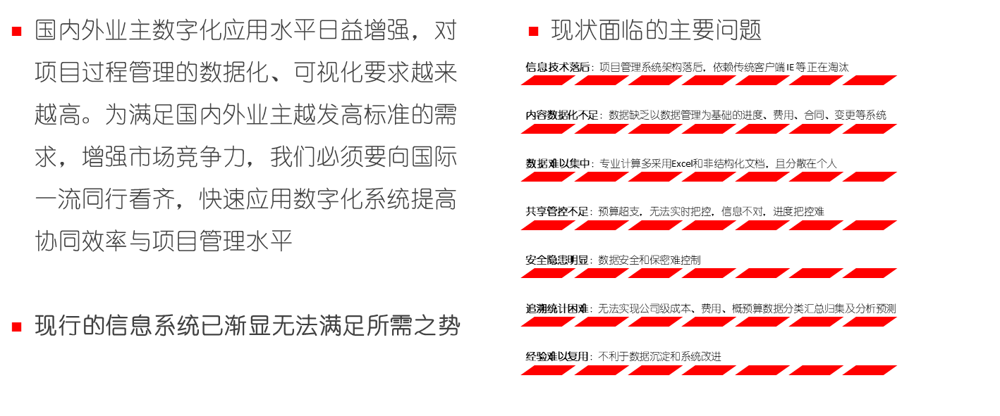 国内外业主数字化应用水平日益增强，对
项目过程管理的数据化、可视化要求越来
越高。为满足国内外业主越发高标准的需
求，增强市场竞争力，我们必须要向国际
一流同行看齐，快速应用数字化系统提高
协同效率与项目管理水平
现行的信息系统已渐显无法满足所需之势
现状面临的主要问题
信息技术落后：项目管理系统架构落后，依赖传统客户端IE等正在淘汰
内容数据化不足：数据缺乏以数据管理为基础的进度、费用、合同、变更等系统
数据难以集中：专业计算多采用Excel和非结构化文档，且分散在个人
共享管控不足：预算超支，无法实时把控，信息不对，进度把控难
安全隐患明显：数据安全和保密难控制
追溯统计困难：无法实现公司级成本、费用、概预算数据分类汇总归集及分析预测
经验难以复用：不利于数据沉淀和系统改进